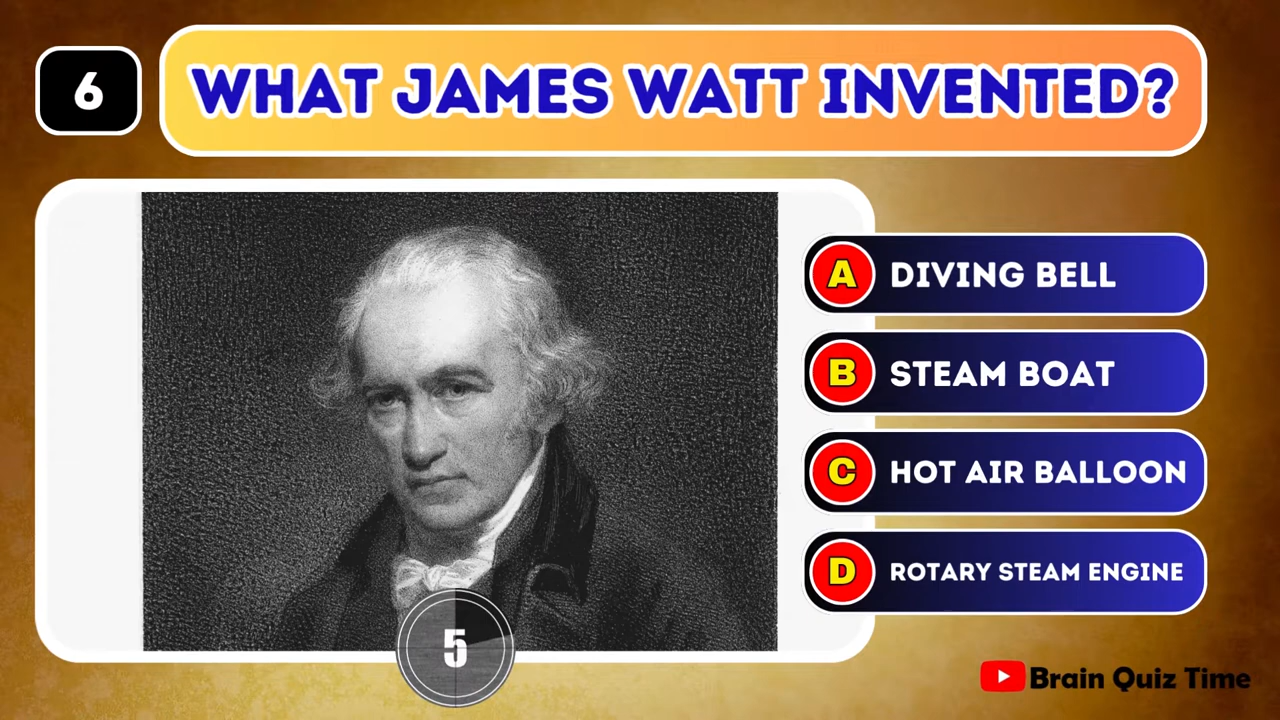 6
WHAT JAMES WATT INVENTED?
A DIVING BELL
B STEAM BOAT
C HOT AIR BALLOON
D ROTARY STEAM ENGINE
5
Brain Quiz Time